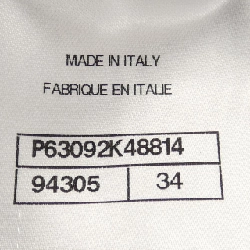 MADE IN ITALY
FABRIQUE EN ITALIE
P63092K48814
94305 34